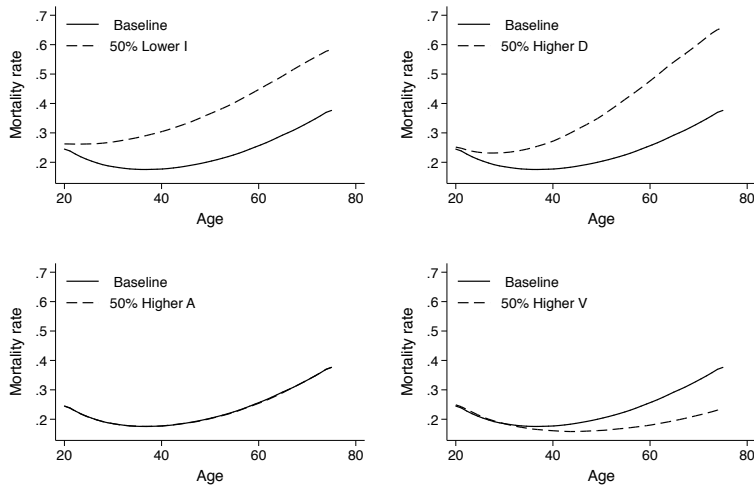 Baseline
50% Lower I
Mortality rate
.7
.6
.5
.4
.3
.2
20 40 60 80
Age
Baseline
50% Higher D
Mortality rate
.7
.6
.5
.4
.3
.2
20 40 60 80
Age
Baseline
50% Higher A
Mortality rate
.7
.6
.5
.4
.3
.2
20 40 60 80
Age
Baseline
50% Higher V
Mortality rate
.7
.6
.5
.4
.3
.2
20 40 60 80
Age